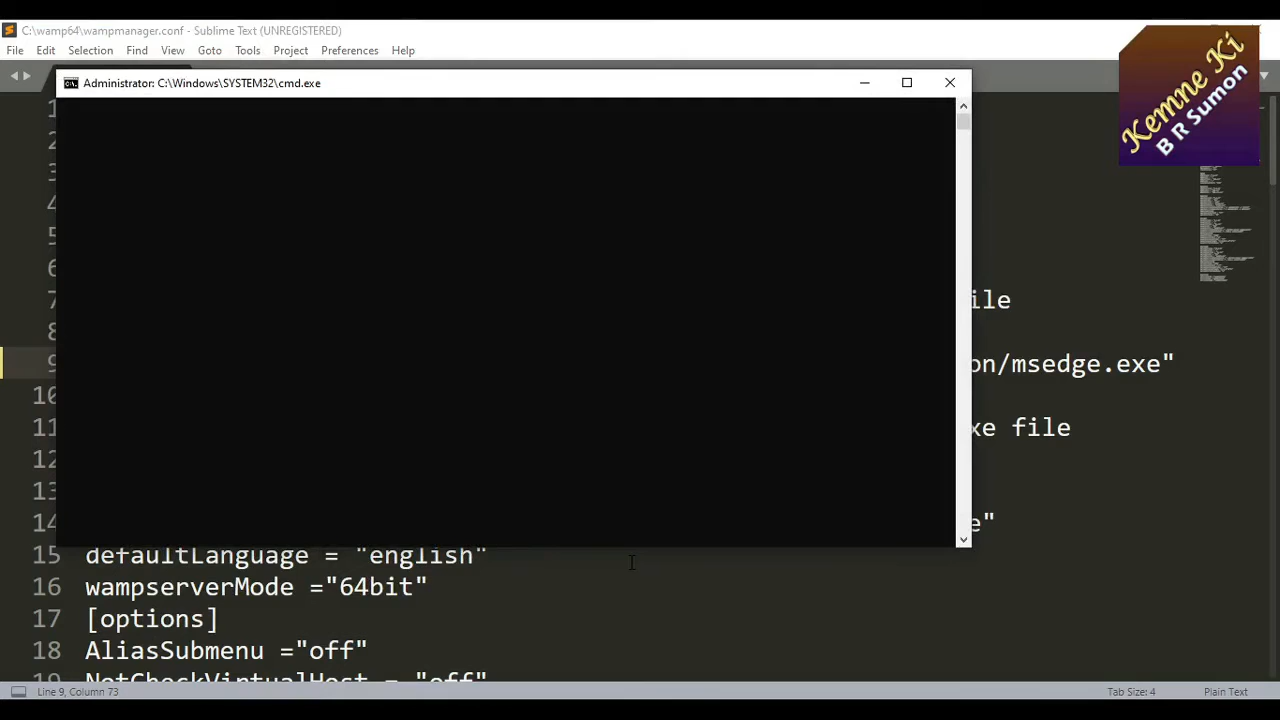 C:\wamp64\wampmanager.conf - Sublime Text (UNREGISTERED)
File Edit Selection Find View Goto Tools Project Preferences Help
Kemne Ki
B R Sumon
Administrator: C:\Windows\SYSTEM32\cmd.exe
1
2
3
4
5
6
7 ile
8
9 on/msedge.exe"
10
11 xe file
12
13
14 e"
15 defaultLanguage = "english"
16 wampserverMode ="64bit"
17 [options]
18 AliasSubmenu ="off"
19 NotCheckVirtualHost = "off"
Line 9, Column 73
Tab Size: 4
Plain Text